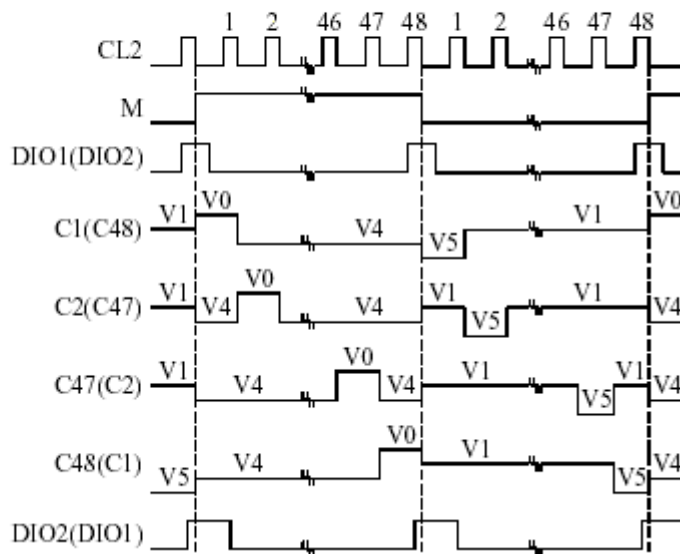 1 2 46 47 48 1 2 46 47 48
CL2
M
DIO1(DIO2)
V0 V0
C1(C48) V1 V4 V5 V1
V0
C2(C47) V1 V4 V4 V1 V5 V1 V4
V0
C47(C2) V1 V4 V4 V1 V5 V1 V4
V0
C48(C1) V5 V4 V1 V5 V4
DIO2(DIO1)